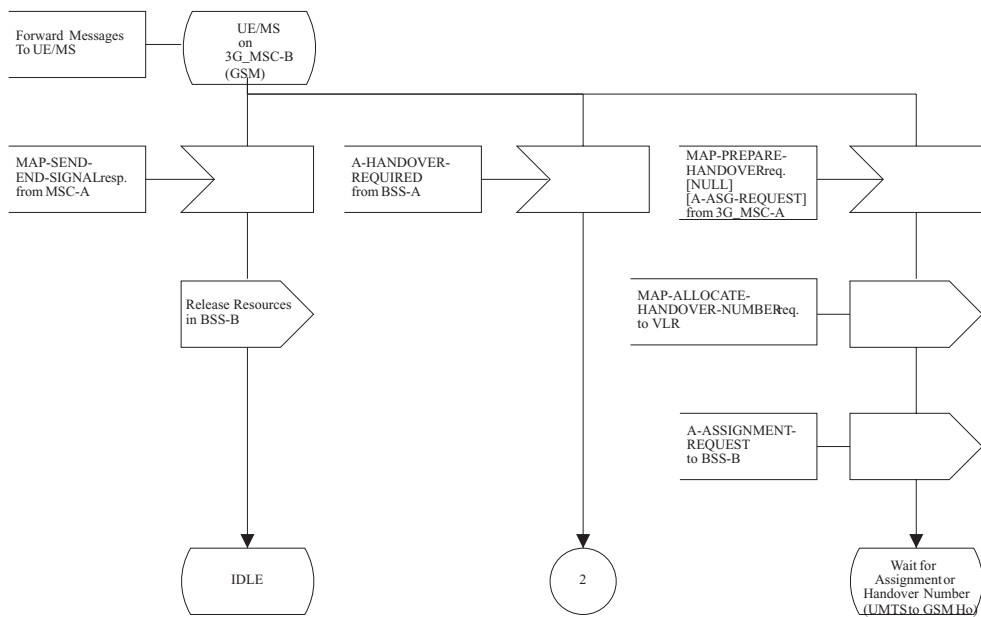 Forward Messages
To UE/MS
UE/MS
on
3G_MSC-B
(GSM)
MAP-SEND-
END-SIGNALresp.
from MSC-A
A-HANDOVER-
REQUIRED
from BSS-A
MAP-PREPARE-
HANDOVERreq.
[NULL]
[A-ASG-REQUEST]
from 3G_MSC-A
Release Resources
in BSS-B
MAP-ALLOCATE-
HANDOVER-NUMBERreq.
to VLR
A-ASSIGNMENT-
REQUEST
to BSS-B
IDLE
2
Wait for
Assignment or
Handover Number
(UMTS to GSM Ho)